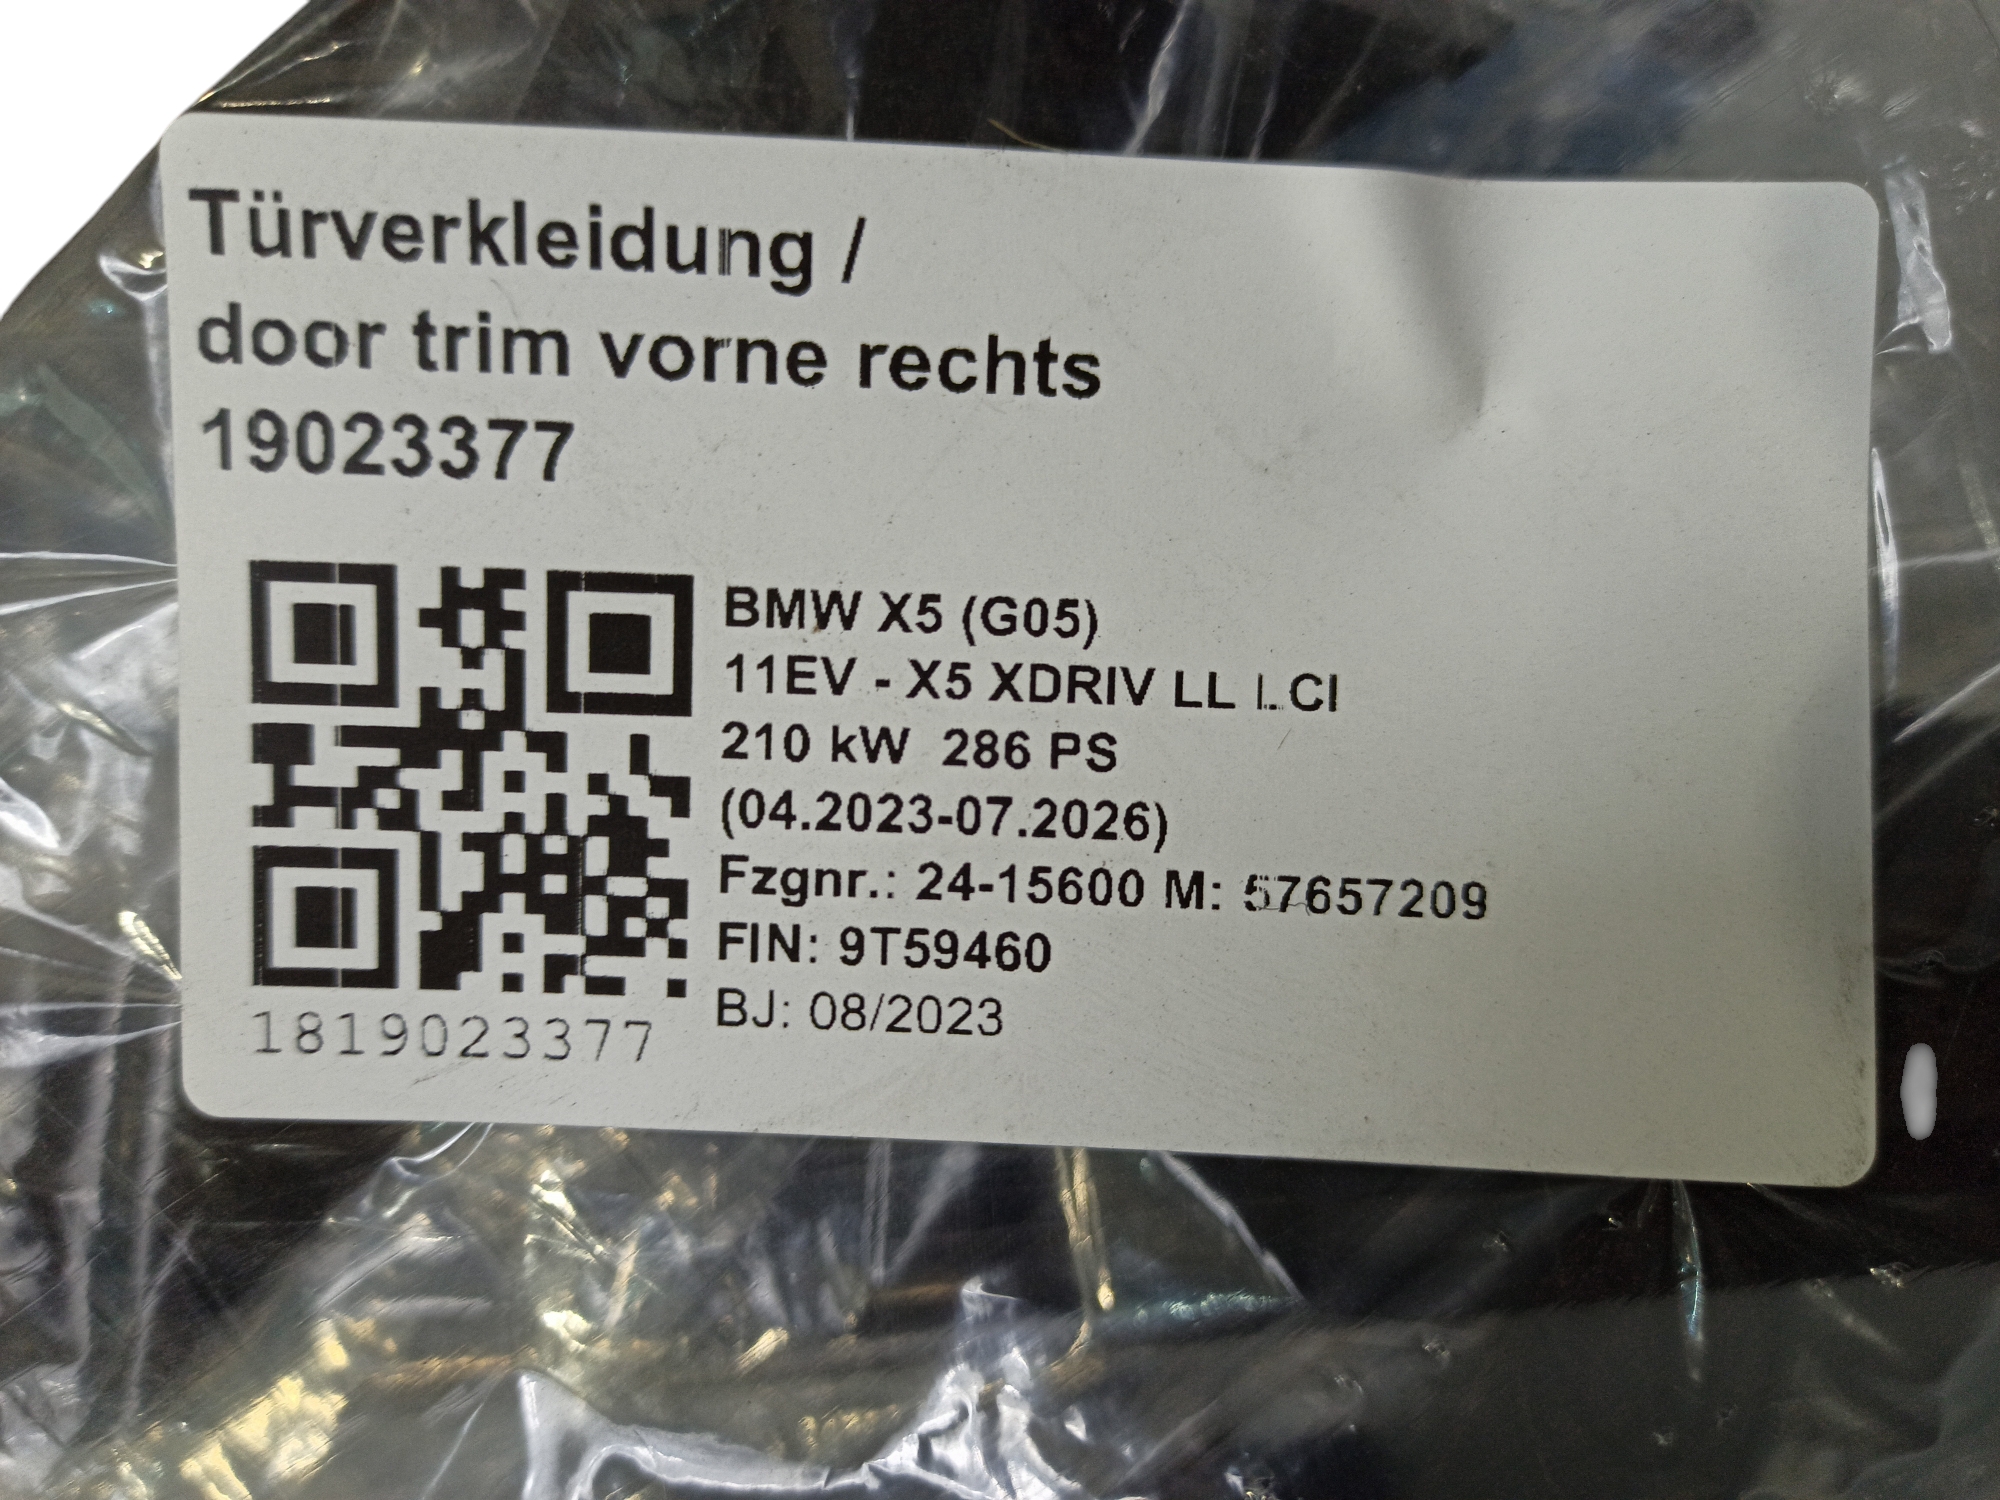 Türverkleidung /
door trim vorne rechts
19023377
BMW X5 (G05)
11EV - X5 XDRIV LL LCI
210 kW 286 PS
(04.2023-07.2026)
Fzgnr.: 24-15600 M: 57657209
FIN: 9T59460
BJ: 08/2023
1819023377